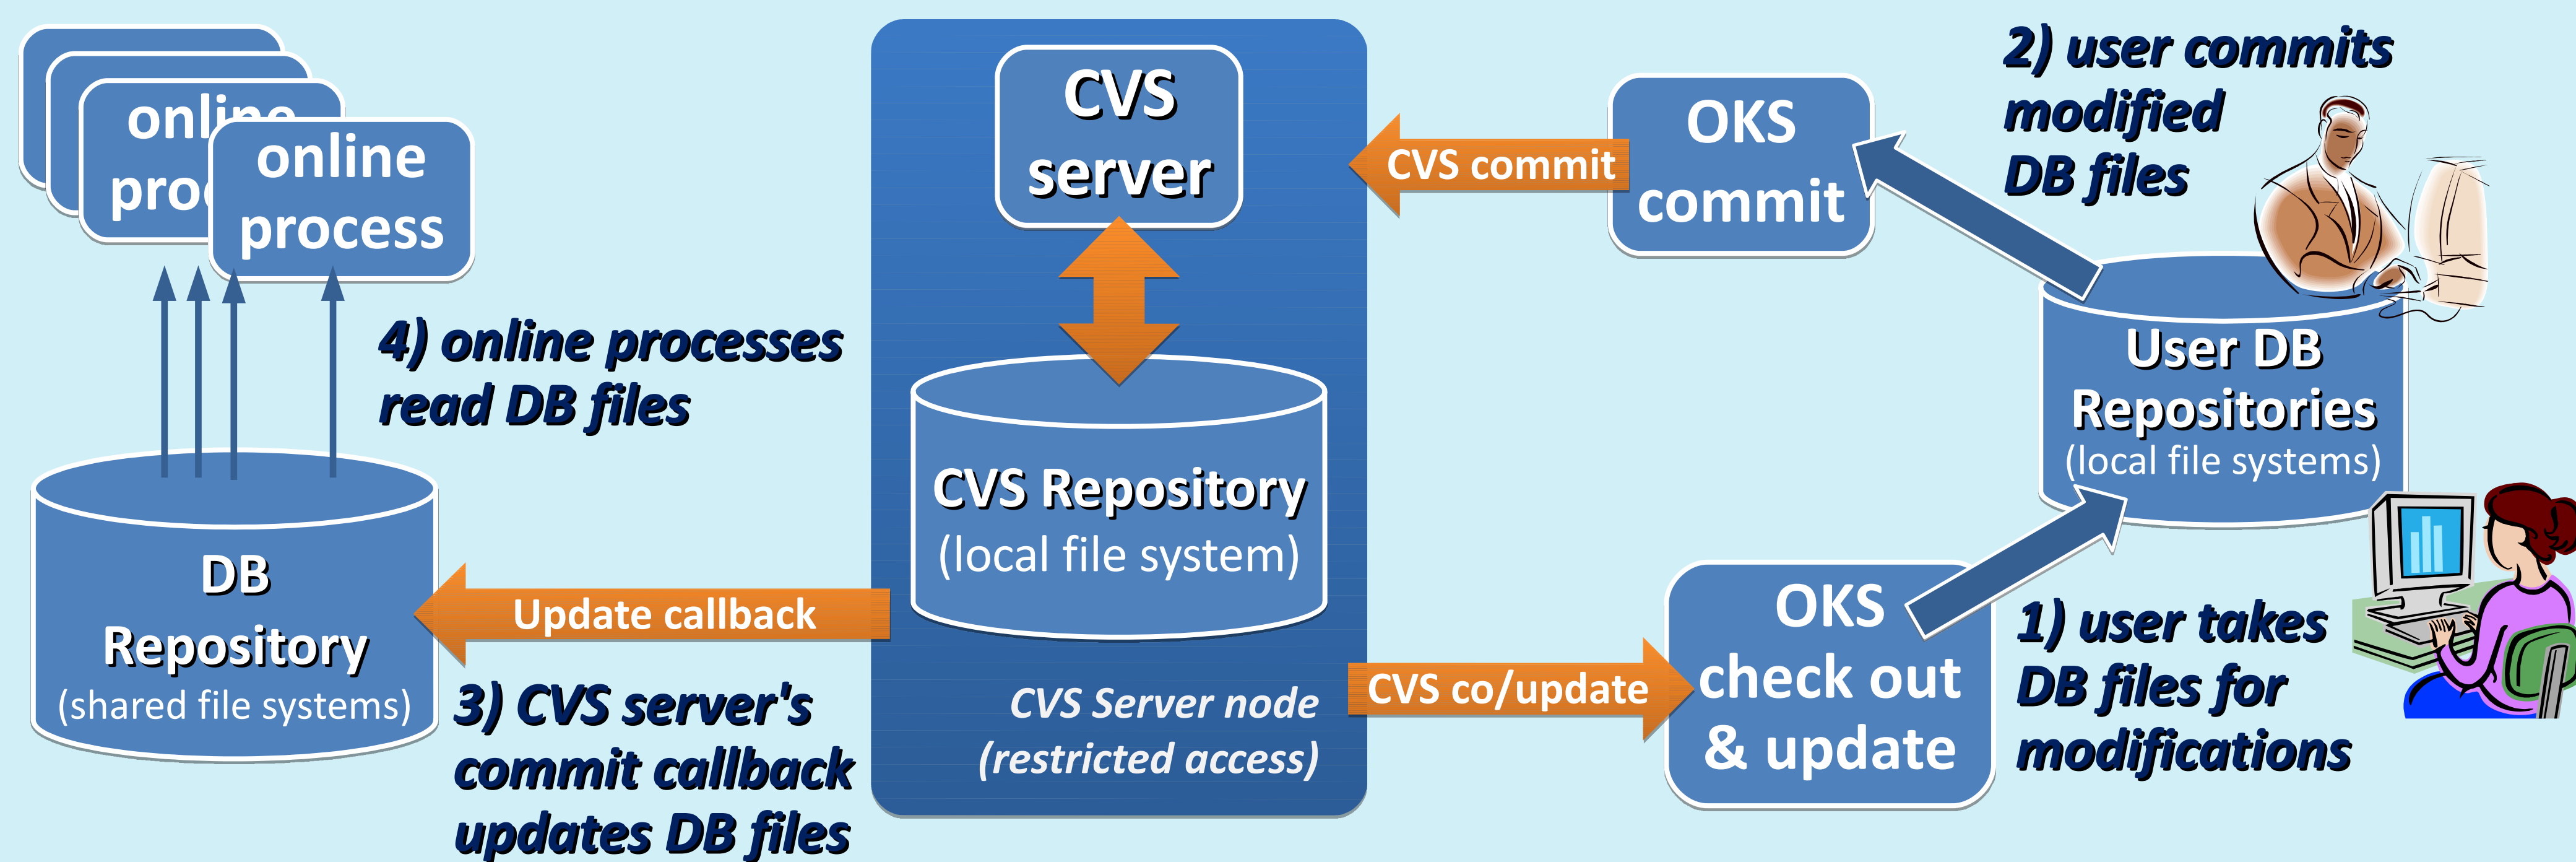 online
proc
online
process
4) online processes
read DB files
DB
Repository
(shared file systems)
Update callback
3) CVS server's
commit callback
updates DB files
CVS
server
CVS Repository
(local file system)
CVS Server node
(restricted access)
CVS commit
OKS
commit
2) user commits
modified
DB files
User DB
Repositories
(local file systems)
CVS co/update
OKS
check out
& update
1) user takes
DB files for
modifications